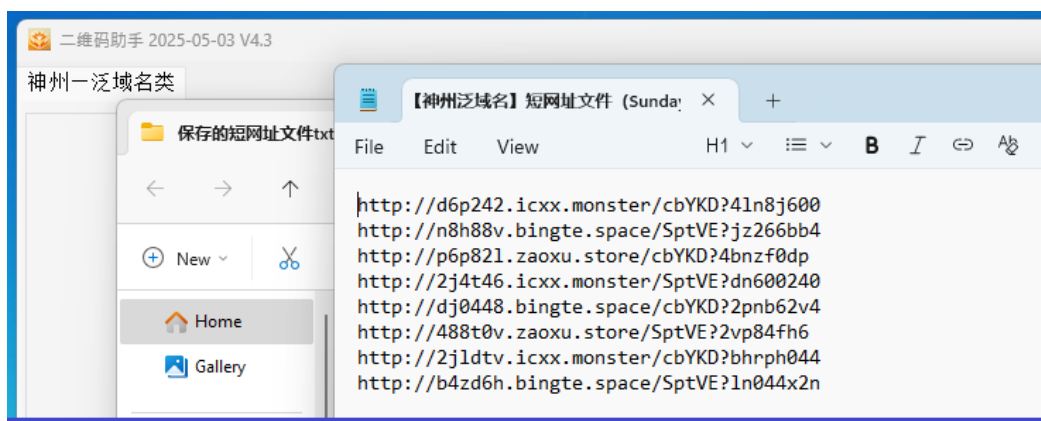 二维码助手 2025-05-03 V4.3
神州一泛域名类
保存的短网址文件txt
New
Home
Gallery
【神州泛域名】短网址文件 (Sunday
File Edit View H1 B I
http://d6p242.icxx.monster/cbYKD?4ln8j600
http://n8h88v.bingte.space/SptVE?jz266bb4
http://p6p82l.zaoxu.store/cbYKD?4bnzf0dp
http://2j4t46.icxx.monster/SptVE?dn600240
http://dj0448.bingte.space/cbYKD?2pnb62v4
http://488t0v.zaoxu.store/SptVE?2vp84fh6
http://2jldtv.icxx.monster/cbYKD?bhrph044
http://b4zd6h.bingte.space/SptVE?ln044x2n